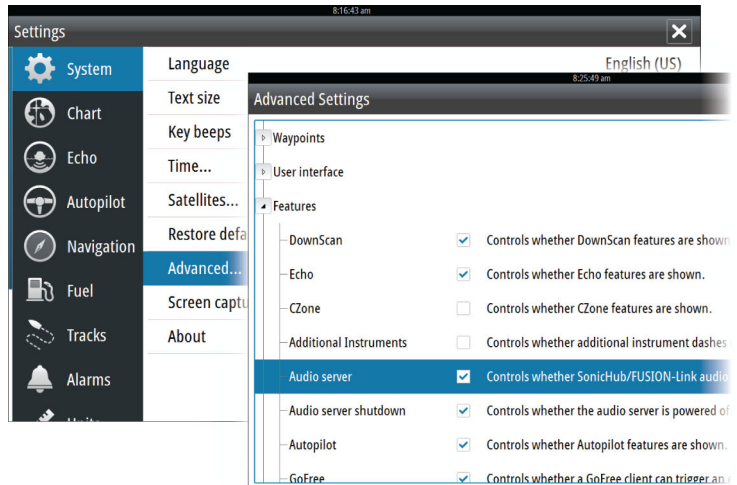 8:16:43 am
Settings
System
Chart
Echo
Autopilot
Navigation
Fuel
Tracks
Alarms
Units
Language English (US)
Text size
Key beeps
Time...
Satellites...
Restore defa
Advanced...
Screen captu
About
8:25:49 am
Advanced Settings
Waypoints
User interface
Features
DownScan Controls whether DownScan features are shown
Echo Controls whether Echo features are shown.
CZone Controls whether CZone features are shown.
Additional Instruments Controls whether additional instrument dashes
Audio server Controls whether SonicHub/FUSION-Link audio
Audio server shutdown Controls whether the audio server is powered of
Autopilot Controls whether Autopilot features are shown.
GoFree Controls whether a GoFree client can trigger an